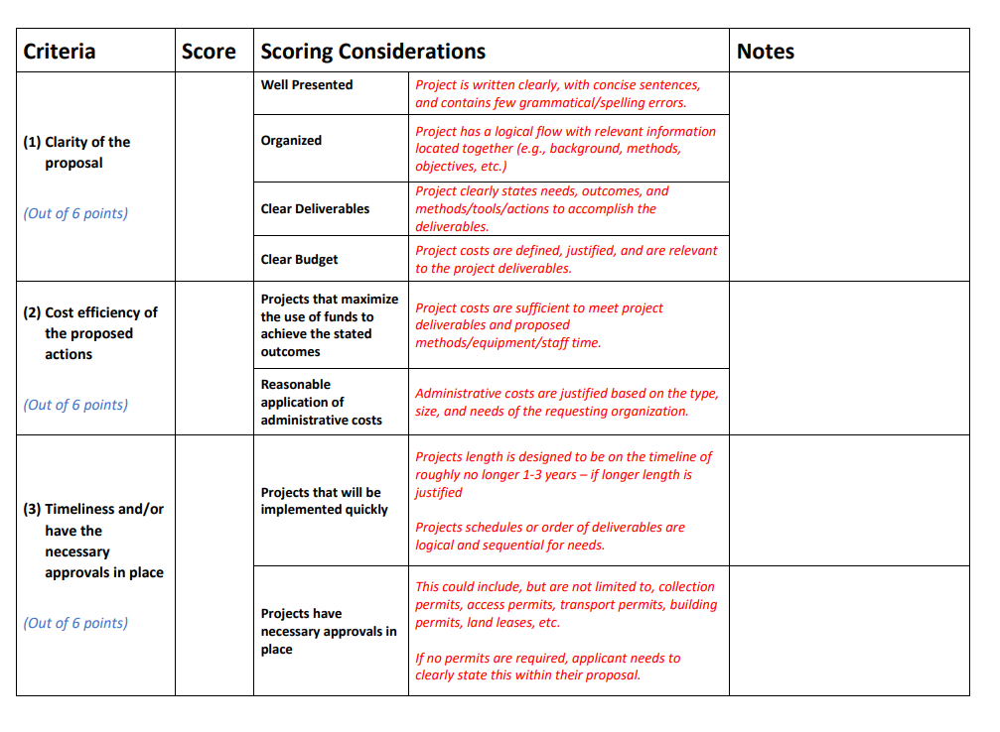 Criteria
Score
Scoring Considerations
Notes
(1) Clarity of the
proposal
(Out of 6 points)
Well Presented
Project is written clearly, with concise sentences,
and contains few grammatical/spelling errors.
Organized
Project has a logical flow with relevant information
located together (e.g., background, methods,
objectives, etc.)
Clear Deliverables
Project clearly states needs, outcomes, and
methods/tools/actions to accomplish the
deliverables.
Clear Budget
Project costs are defined, justified, and are relevant
to the project deliverables.
(2) Cost efficiency of
the proposed
actions
(Out of 6 points)
Projects that maximize
the use of funds to
achieve the stated
outcomes
Project costs are sufficient to meet project
deliverables and proposed
methods/equipment/staff time.
Reasonable
application of
administrative costs
Administrative costs are justified based on the type,
size, and needs of the requesting organization.
(3) Timeliness and/or
have the
necessary
approvals in place
(Out of 6 points)
Projects that will be
implemented quickly
Projects length is designed to be on the timeline of
roughly no longer 1-3 years – if longer length is
justified
Projects schedules or order of deliverables are
logical and sequential for needs.
Projects have
necessary approvals in
place
This could include, but are not limited to, collection
permits, access permits, transport permits, building
permits, land leases, etc.
If no permits are required, applicant needs to
clearly state this within their proposal.